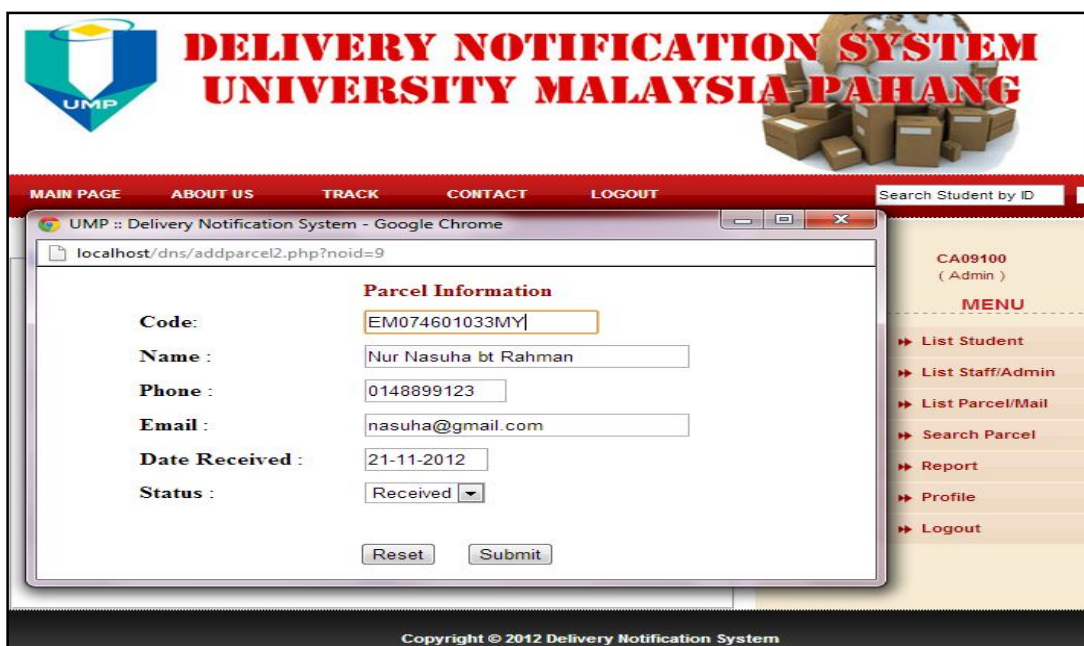 UMP
DELIVERY NOTIFICATION SYSTEM
UNIVERSITY MALAYSIA PAHANG
MAIN PAGE ABOUT US TRACK CONTACT LOGOUT Search Student by ID
UMP :: Delivery Notification System - Google Chrome
localhost/dns/addparcel2.php?noid=9
Parcel Information
Code: EM074601033MY
Name : Nur Nasuha bt Rahman
Phone : 0148899123
Email : nasuha@gmail.com
Date Received : 21-11-2012
Status : Received
Reset Submit
CA09100
( Admin )
MENU
List Student
List Staff/Admin
List Parcel/Mail
Search Parcel
Report
Profile
Logout
Copyright © 2012 Delivery Notification System